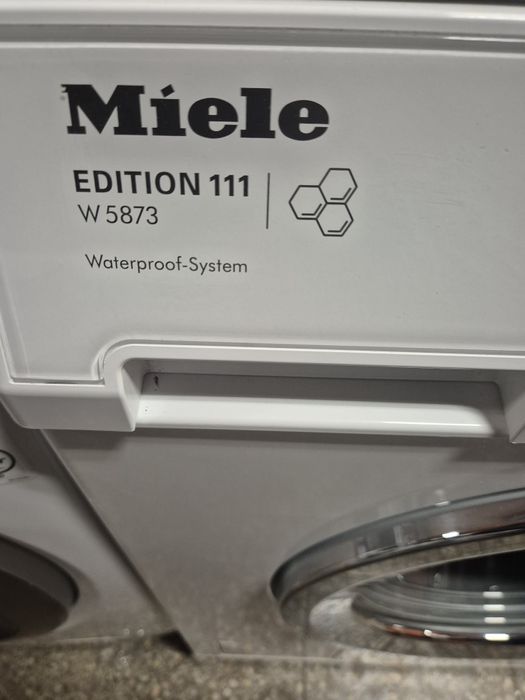 Miele
EDITION 111
W 5873
Waterproof-System